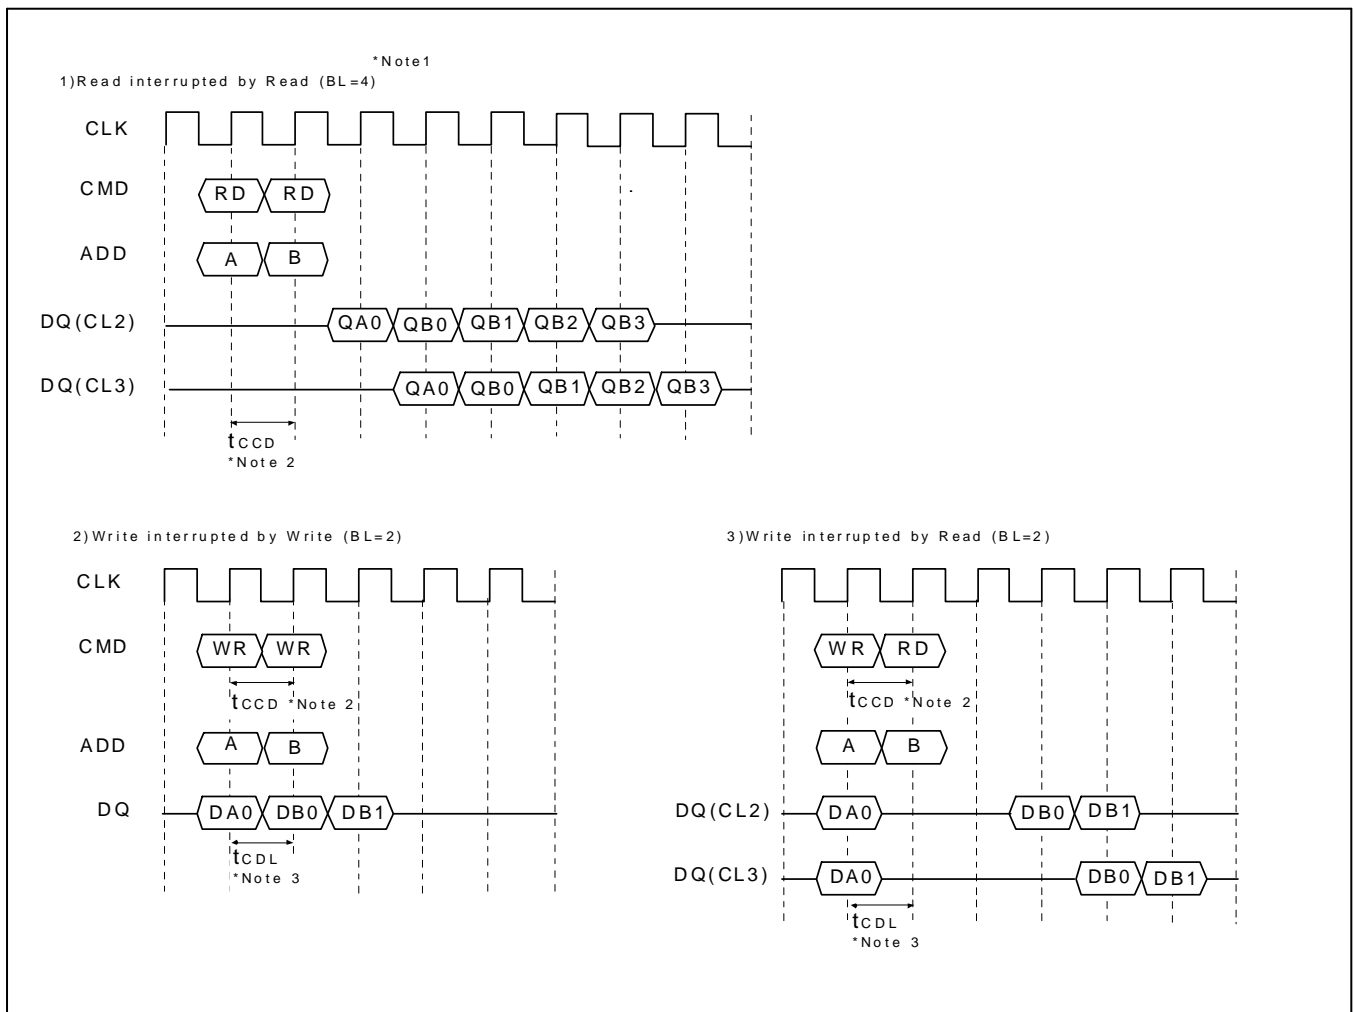 *Note1
1)Read interrupted by Read (BL=4)
CLK
CMD RD RD
ADD A B
DQ(CL2) QA0 QB0 QB1 QB2 QB3
DQ(CL3) QA0 QB0 QB1 QB2 QB3
tCCD
*Note 2
2)Write interrupted by Write (BL=2)
CLK
CMD WR WR
tCCD *Note 2
ADD A B
DQ DA0 DB0 DB1
tCDL
*Note 3
3)Write interrupted by Read (BL=2)
WR RD
tCCD *Note 2
A B
DQ(CL2) DA0 DB0 DB1
DQ(CL3) DA0 DB0 DB1
tCDL
*Note 3